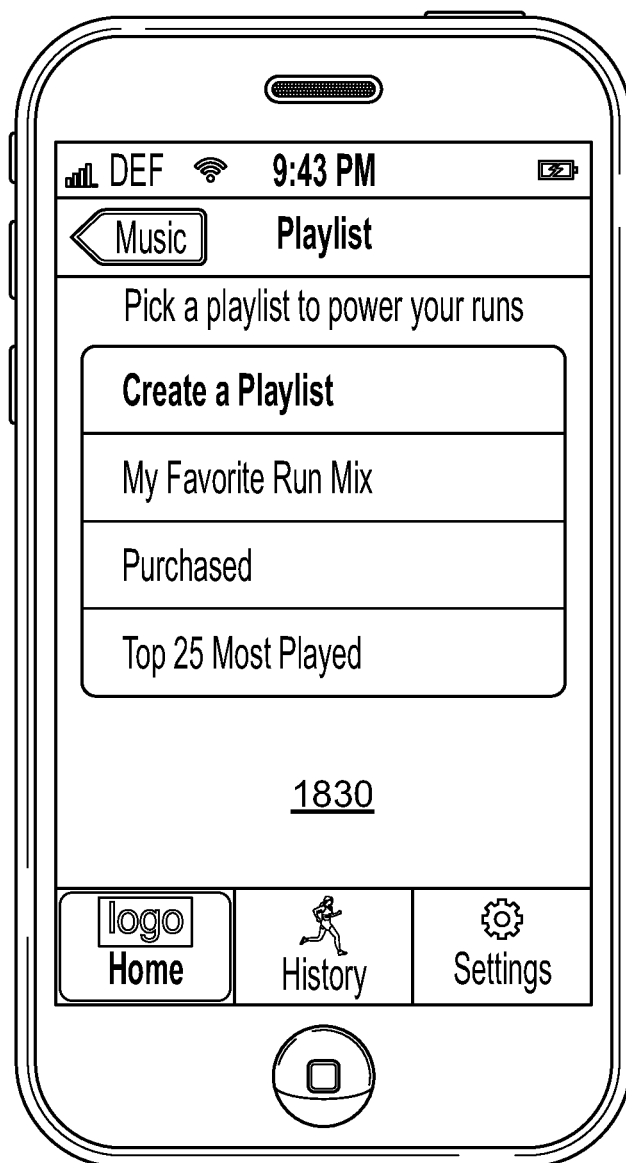 DEF 9:43 PM
Music Playlist
Pick a playlist to power your runs
Create a Playlist
My Favorite Run Mix
Purchased
Top 25 Most Played
1830
logo
Home History Settings